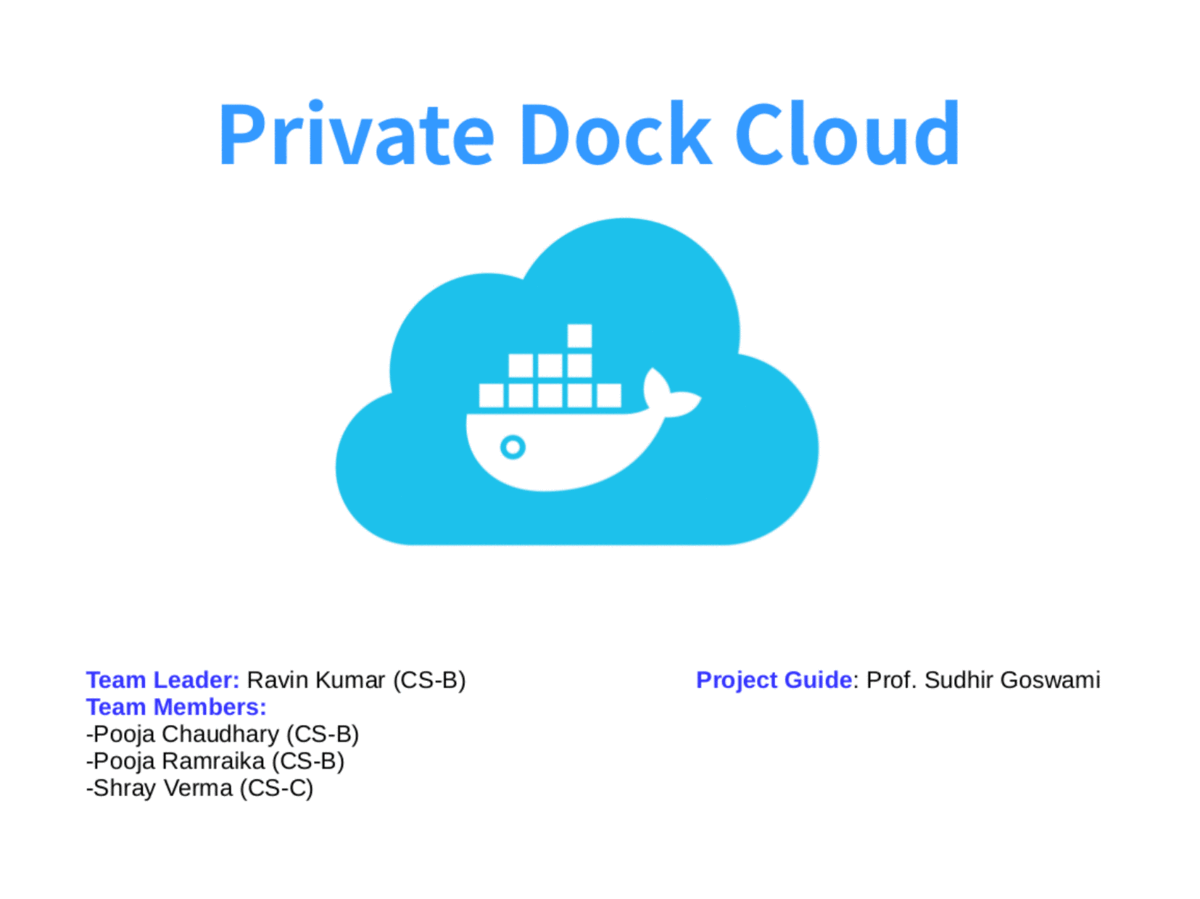 Private Dock Cloud
Team Leader: Ravin Kumar (CS-B)
Team Members:
-Pooja Chaudhary (CS-B)
-Pooja Ramraika (CS-B)
-Shray Verma (CS-C)
Project Guide: Prof. Sudhir Goswami